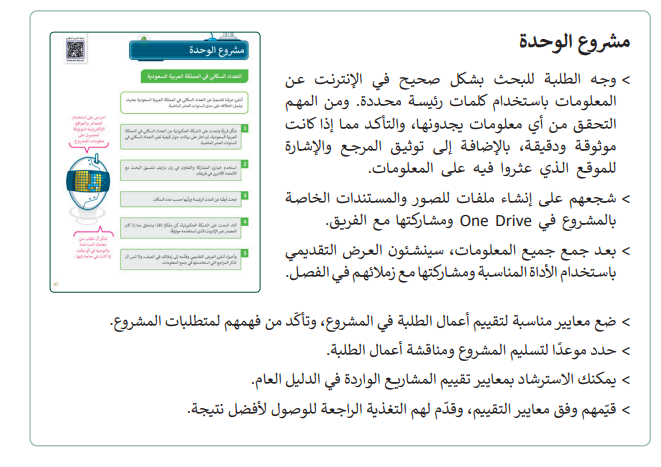 مشروع الوحدة
> وجه الطلبة للبحث بشكل صحيح في الإنترنت عن
المعلومات باستخدام كلمات رئيسة محددة. ومن المهم
التحقق من أي معلومات يجدونها، والتأكد مما إذا كانت
موثوقة ودقيقة، بالإضافة إلى توثيق المرجع والإشارة
للموقع الذي عثروا فيه على المعلومات.
> شجعهم على إنشاء ملفات للصور والمستندات الخاصة
بالمشروع في One Drive ومشاركتها مع الفريق.
> بعد جمع جميع المعلومات، سينشئون العرض التقديمي
باستخدام الأداة المناسبة ومشاركتها مع زملائهم في الفصل.
> ضع معايير مناسبة لتقييم أعمال الطلبة في المشروع، وتأكّد من فهمهم لمتطلبات المشروع.
> حدد موعدًا لتسليم المشروع ومناقشة أعمال الطلبة.
> يمكنك الاسترشاد بمعايير تقييم المشاريع الواردة في الدليل العام.
> قيّمهم وفق معايير التقييم، وقدّم لهم التغذية الراجعة للوصول لأفضل نتيجة.
مشروع الوحدة
التعداد السكاني في المملكة العربية السعودية
1
2
3
4
5